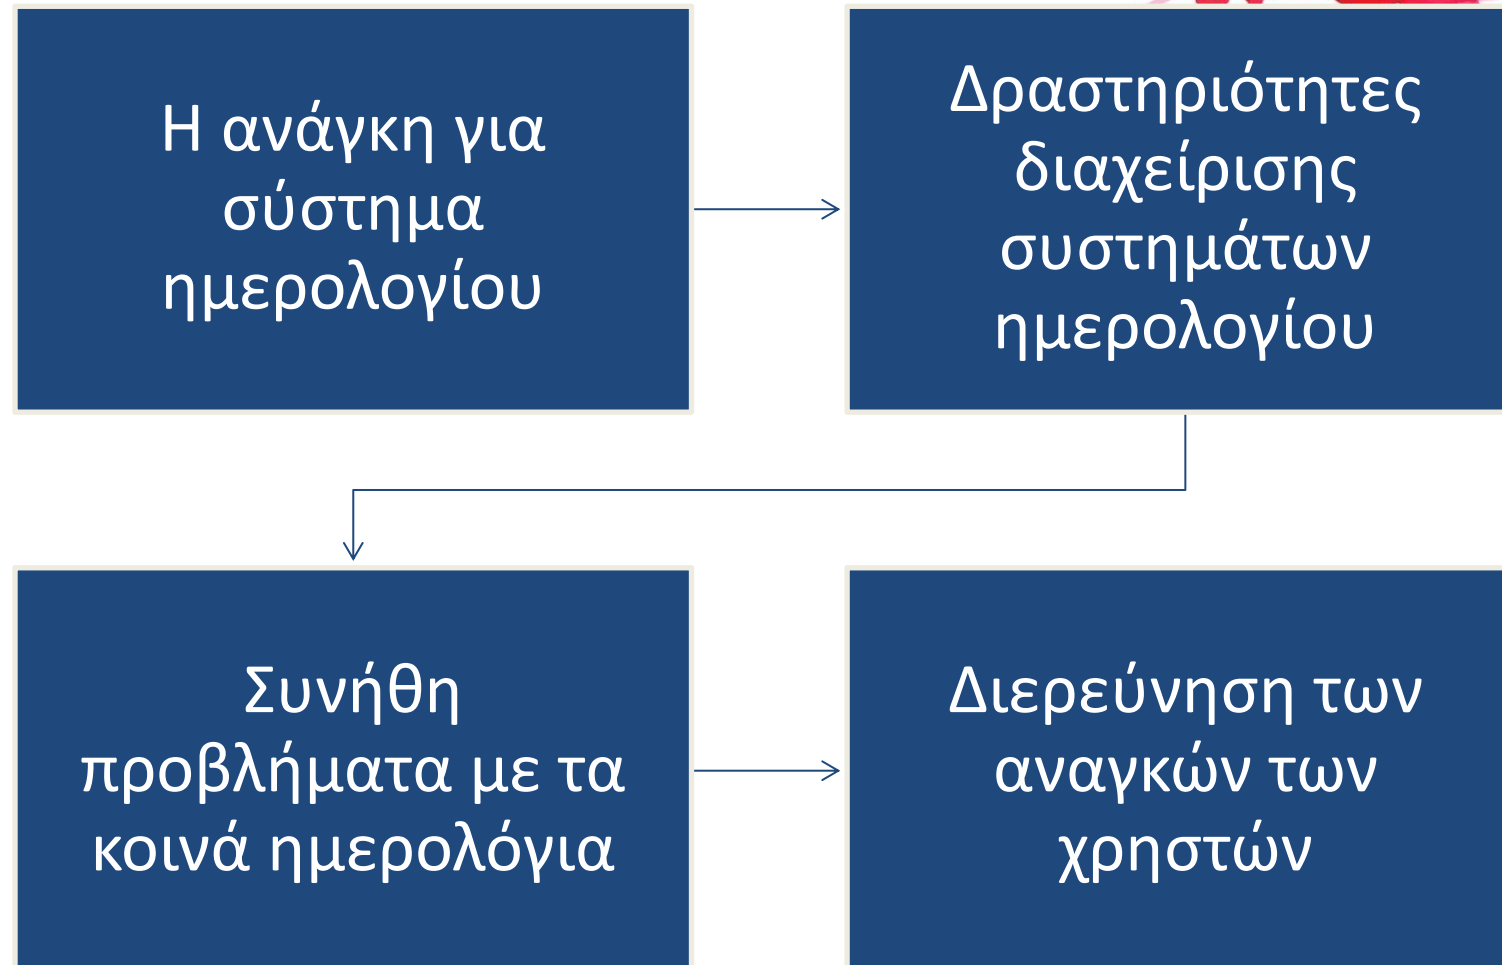 Η ανάγκη για
σύστημα
ημερολογίου
Δραστηριότητες
διαχείρισης
συστημάτων
ημερολογίου
Συνήθη
προβλήματα με τα
κοινά ημερολόγια
Διερεύνηση των
αναγκών των
χρηστών